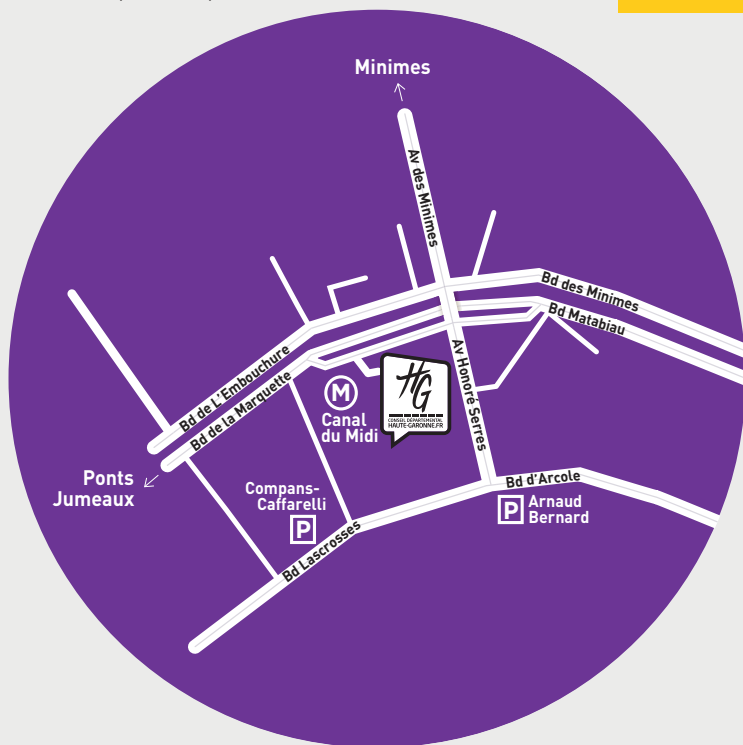 Minimes
Av des Minimes
Bd des Minimes
Bd Matabiau
Bd de L'Embouchure
Bd de la Marquette
Av Honoré Serres
HG
CONSEIL DÉPARTEMENTAL
HAUTE-GARONNE.FR
M
Canal
du Midi
Ponts
Jumeaux
Compans-
Caffarelli
P
Bd d'Arcole
P
Arnaud
Bernard
Bd Lascrosses